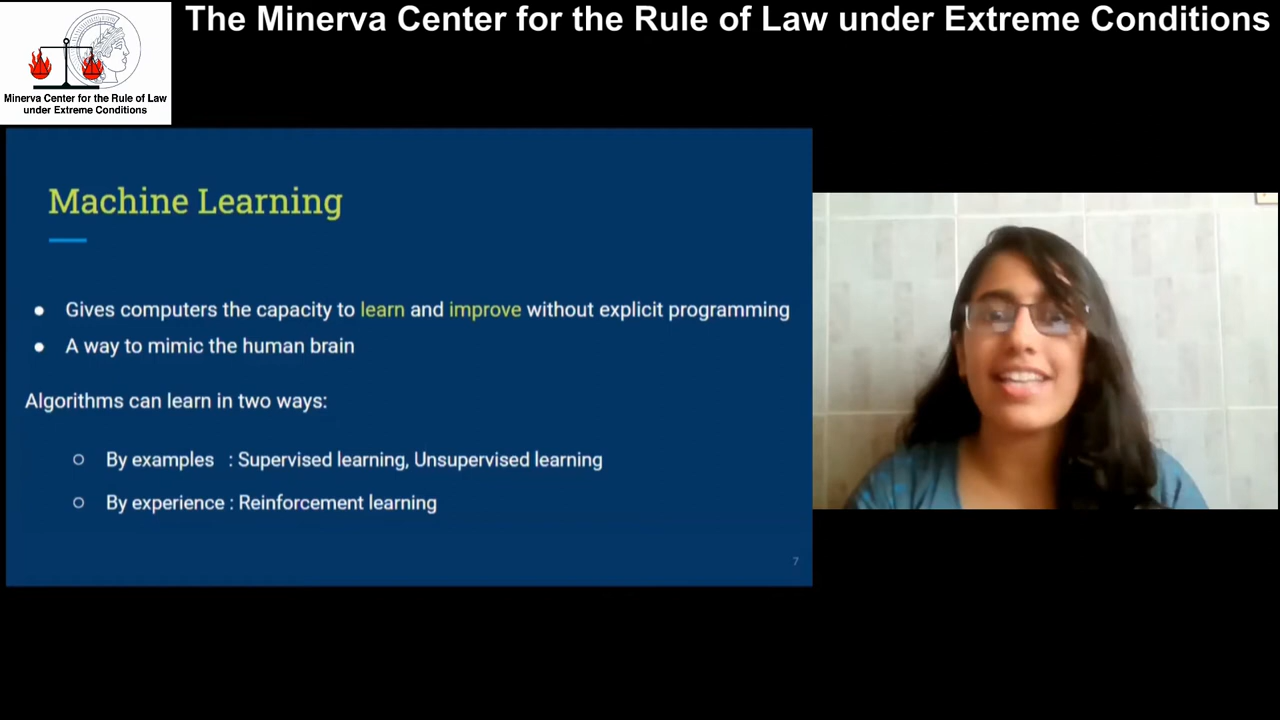 The Minerva Center for the Rule of Law under Extreme Conditions
Minerva Center for the Rule of Law
under Extreme Conditions
Machine Learning
● Gives computers the capacity to learn and improve without explicit programming
● A way to mimic the human brain
Algorithms can learn in two ways:
○ By examples : Supervised learning, Unsupervised learning
○ By experience : Reinforcement learning
7